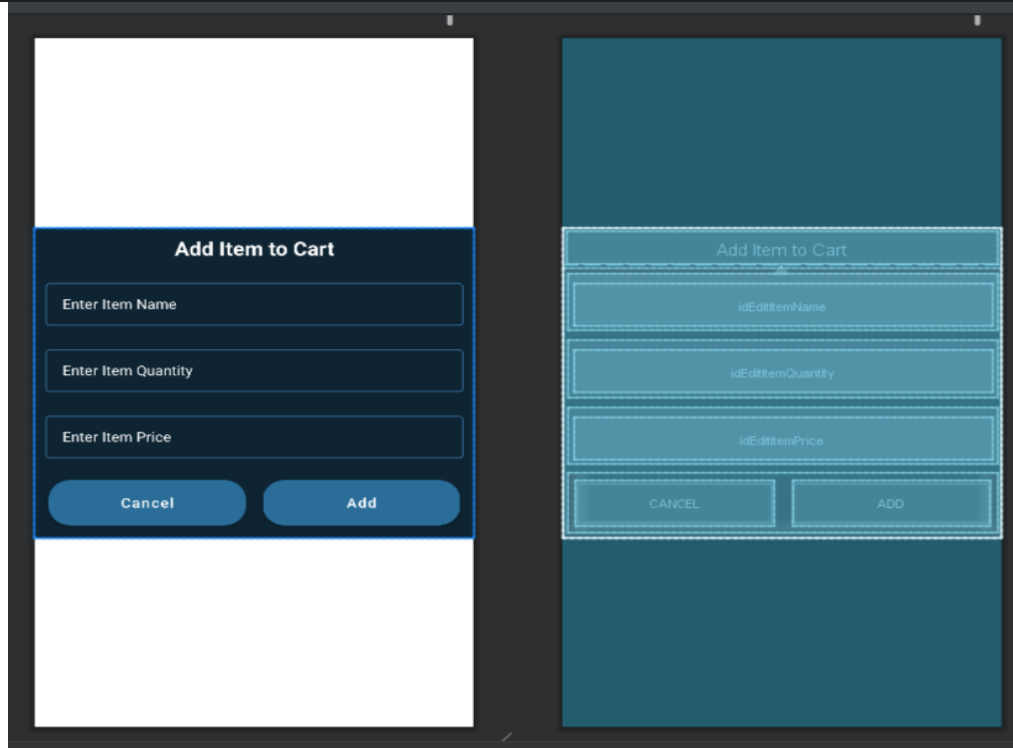 Add Item to Cart
Enter Item Name
Enter Item Quantity
Enter Item Price
Cancel Add
Add Item to Cart
idEditItemName
idEditItemQuantity
idEditItemPrice
CANCEL ADD